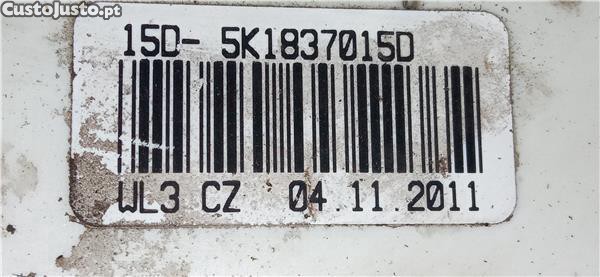 CustoJusto.pt
15D- 5K1837015D
WL3 CZ 04.11.2011